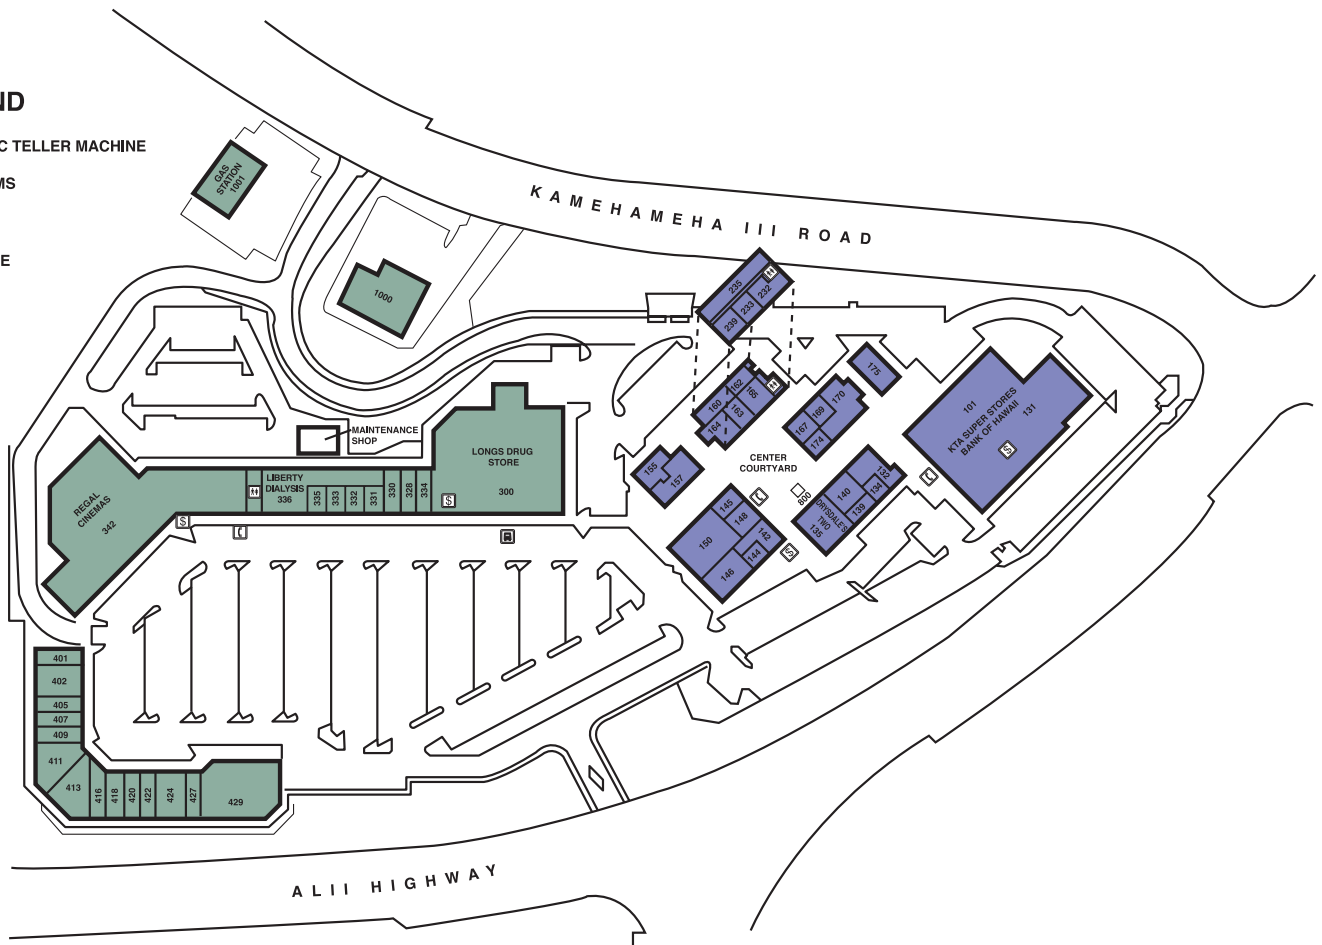 ND
C TELLER MACHINE
MS
E
GAS
STATION
1001
1000
KAMEHAMEHA III ROAD
235
232
233
239
162
165
160
163
164
175
170
169
167
174
101
KTA SUPER STORES
BANK OF HAWAII
131
$
155
157
CENTER
COURTYARD
800
132
134
140
139
DRYSDALE'S
TWO
135
145
148
142
150
144
146
$
MAINTENANCE
SHOP
LONGS DRUG
STORE
300
$
REGAL
CINEMAS
342
$
LIBERTY
DIALYSIS
336
335
333
332
331
330
328
334
401
402
405
407
409
411
413
416
418
420
422
424
427
429
ALII HIGHWAY